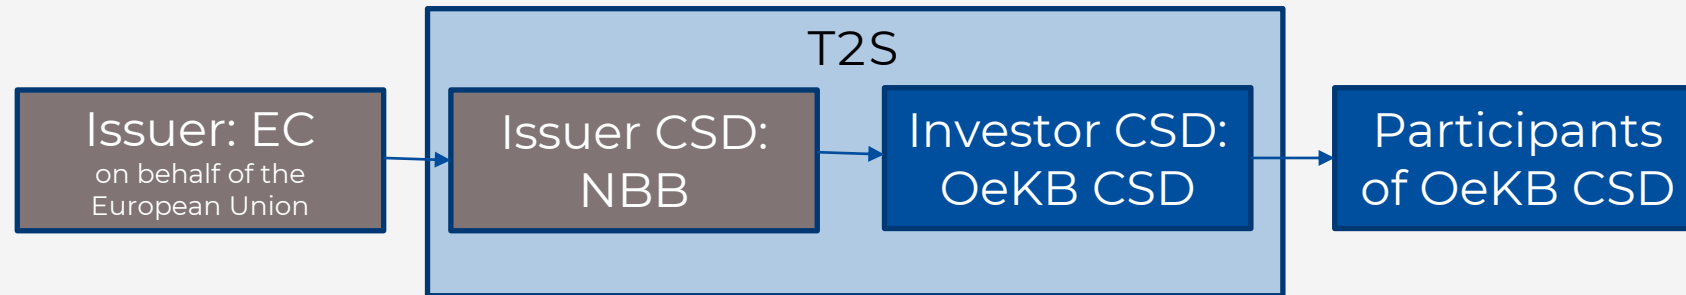 T2S
Issuer: EC
on behalf of the
European Union
Issuer CSD:
NBB
Investor CSD:
OeKB CSD
Participants
of OeKB CSD